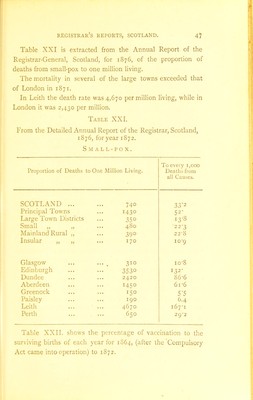 REGISTRAR'S REPORTS, SCOTLAND. 47
Table XXI is extracted from the Annual Report of the
Registrar-General, Scotland, for 1876, of the proportion of
deaths from small-pox to one million living.
The mortality in several of the large towns exceeded that
of London in 1871.
In Leith the death rate was 4,670 per million living, while in
London it was 2,430 per million.
TABLE XXI.
From the Detailed Annual Report of the Registrar, Scotland,
1876, for year 1872.
SMALL-POX.
Proportion of Deaths to One Million Living. To every 1,000 Deaths from all Causes.
SCOTLAND ... ... 740 33·2
Principal Towns ... 1430 52·
Large Town Districts ... 350 15·8
Small „ „ ... 480 22·3
Mainland Rural „ ... 390 22·8
Insular „ „ ... 170 10·9
Glasgow ... ... 310 10·8
Edinburgh ... ... 3530 132·
Dundee ... ... 2420 86·6
Aberdeen ... ... 1450 61·6
Greenock ... ... 150 5·5
Paisley ... ... 190 6.4
Leith ... ... 4670 167·1
Perth ... ... 650 29·2
Table XXII. shows the percentage of vaccination to the
surviving births of each year for 1864, (after the Compulsory
Act came into operation) to 1872.